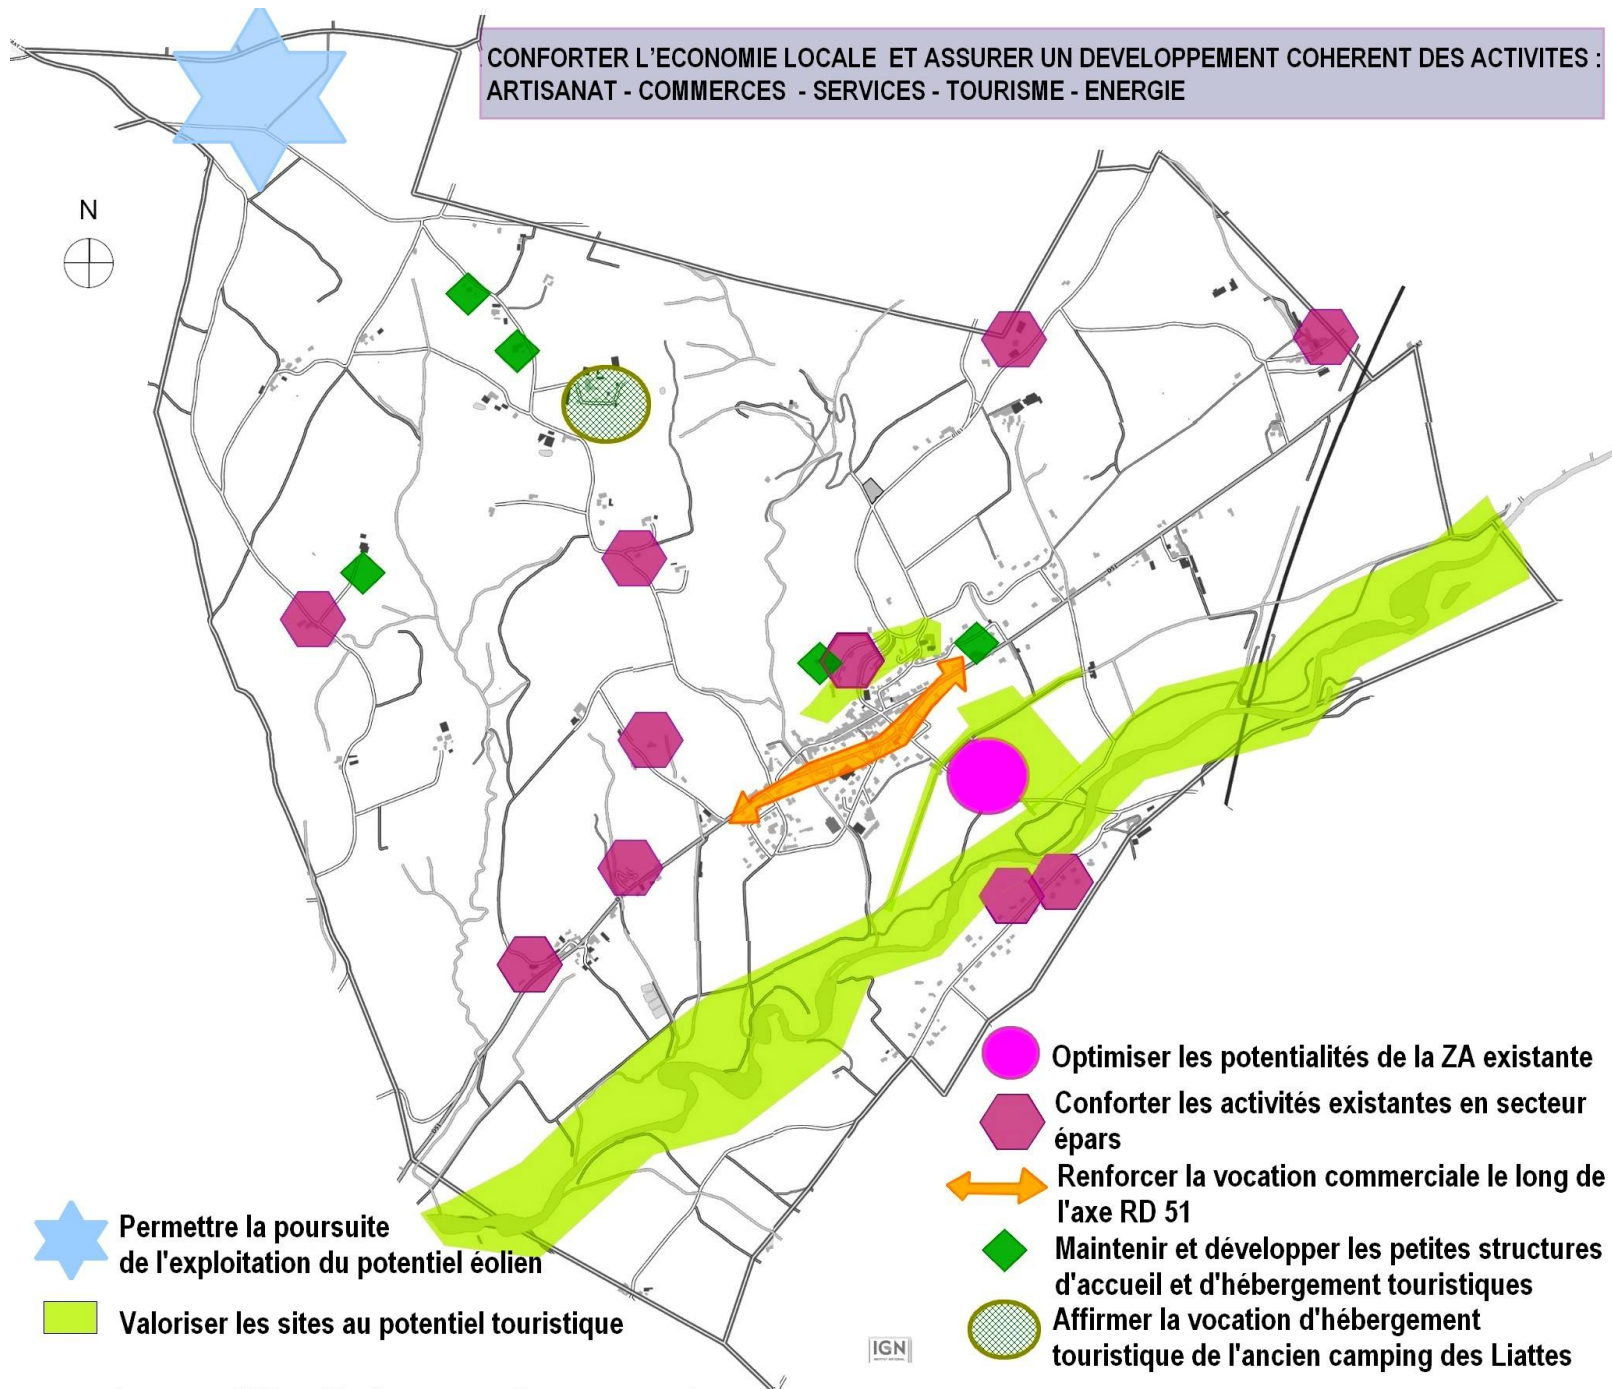 CONFORTER L'ECONOMIE LOCALE ET ASSURER UN DEVELOPPEMENT COHERENT DES ACTIVITES :
ARTISANAT - COMMERCES - SERVICES - TOURISME - ENERGIE
N
Optimiser les potentialités de la ZA existante
Conforter les activités existantes en secteur
épars
Renforcer la vocation commerciale le long de
l'axe RD 51
Maintenir et développer les petites structures
d'accueil et d'hébergement touristiques
Affirmer la vocation d'hébergement
touristique de l'ancien camping des Liattes
Permettre la poursuite
de l'exploitation du potentiel éolien
Valoriser les sites au potentiel touristique
IGN